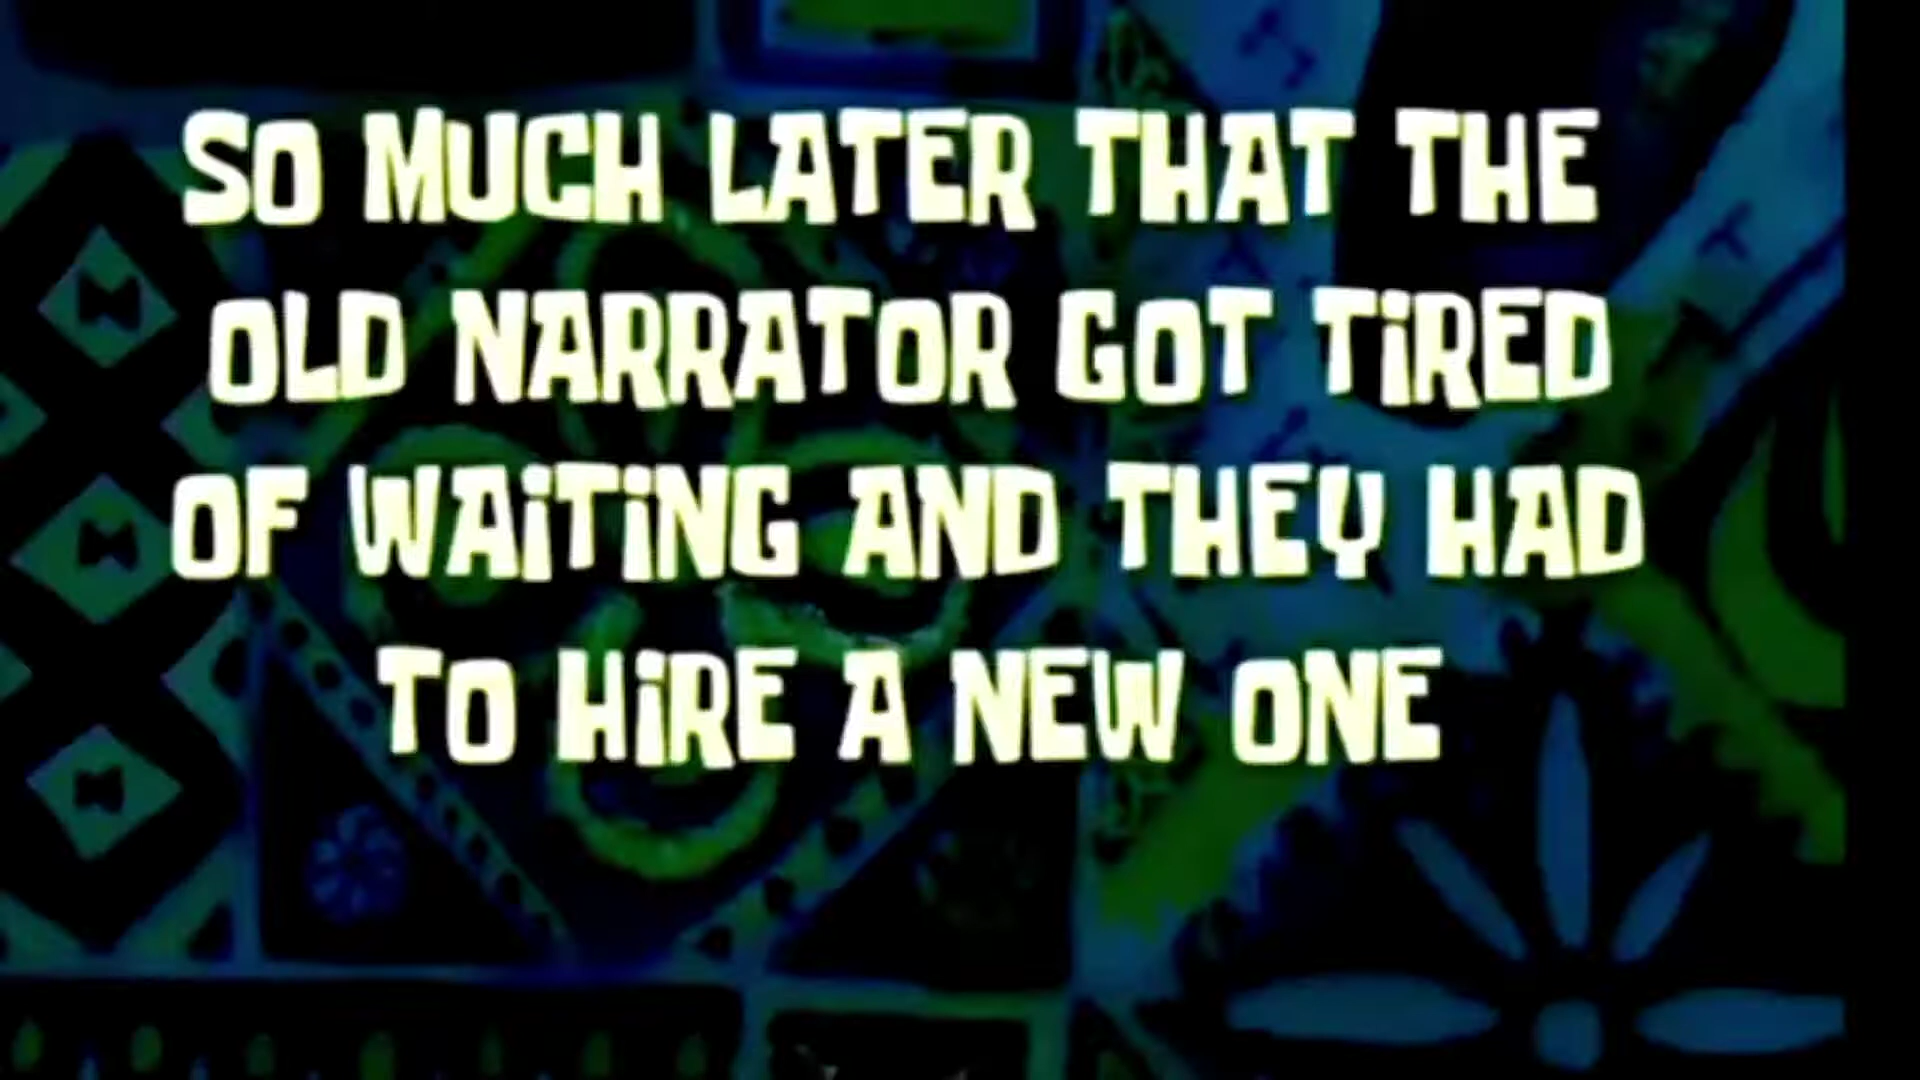 SO MUCH LATER THAT THE
OLD NARRATOR GOT TiRED
OF WAiTiNG AND THEY HAD
TO HiRE A NEW ONE